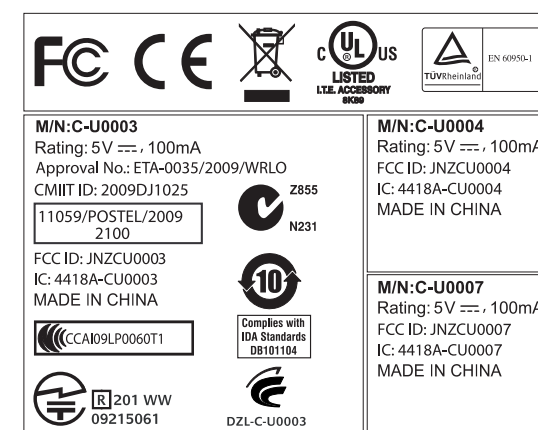 FC CE
C UL US
LISTED
I.T.E. ACCESSORY
8K89
TÜVRheinland
EN 60950-1
M/N:C-U0003
Rating: 5V ⎓, 100mA
Approval No.: ETA-0035/2009/WRLO
CMIIT ID: 2009DJ1025
11059/POSTEL/2009
2100
FCC ID: JNZCU0003
IC: 4418A-CU0003
MADE IN CHINA
CCAI09LP0060T1
R 201 WW
09215061
Z855
N231
10
Complies with
IDA Standards
DB101104
DZL-C-U0003
M/N:C-U0004
Rating: 5V ⎓, 100mA
FCC ID: JNZCU0004
IC: 4418A-CU0004
MADE IN CHINA
M/N:C-U0007
Rating: 5V ⎓, 100mA
FCC ID: JNZCU0007
IC: 4418A-CU0007
MADE IN CHINA